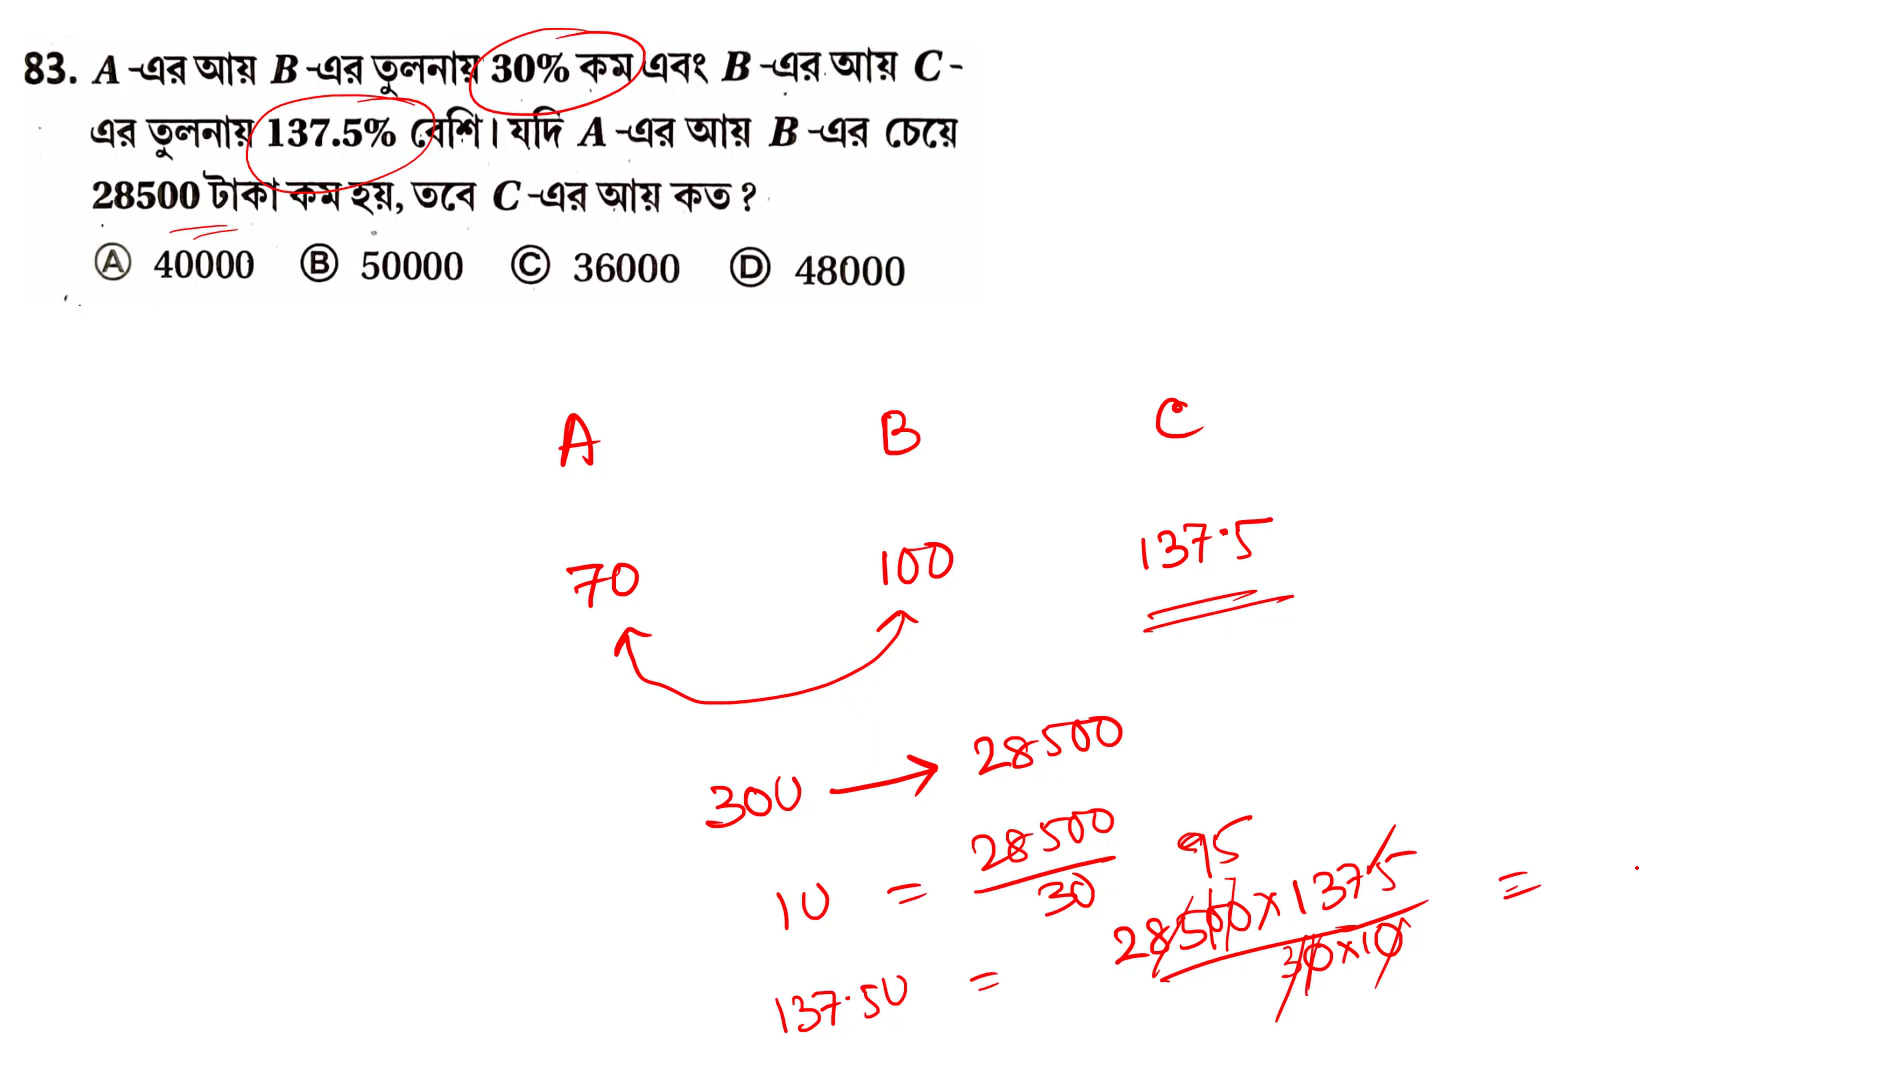 83. A-এর আয় B-এর তুলনায় 30% কম এবং B-এর আয় C-
এর তুলনায় 137.5% বেশি। যদি A-এর আয় B-এর চেয়ে
28500 টাকা কম হয়, তবে C-এর আয় কত ?
Ⓐ 40000 Ⓑ 50000 Ⓒ 36000 Ⓓ 48000
A B C
70 100 137.5
300 → 28500
10 = 28500/30
95
137.50 = 28500×1375/30×10 =